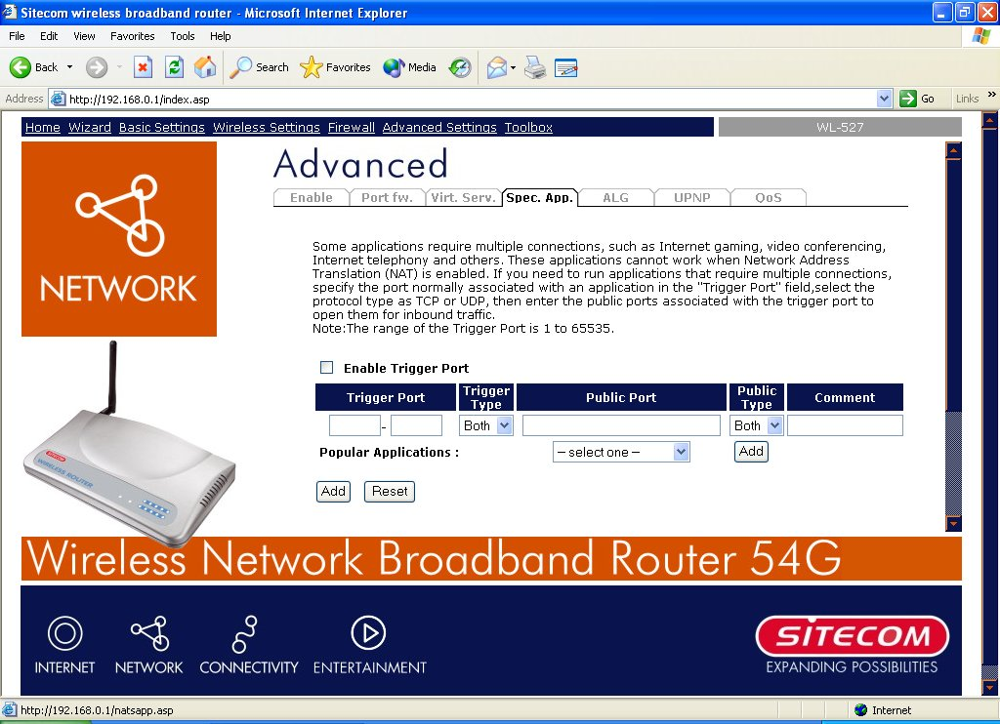 Sitecom wireless broadband router - Microsoft Internet Explorer
File Edit View Favorites Tools Help
Back Search Favorites Media
Address http://192.168.0.1/index.asp Go Links »
Home Wizard Basic Settings Wireless Settings Firewall Advanced Settings Toolbox WL-527
Advanced
Enable Port fw. Virt. Serv. Spec. App. ALG UPNP QoS
NETWORK
Some applications require multiple connections, such as Internet gaming, video conferencing,
Internet telephony and others. These applications cannot work when Network Address
Translation (NAT) is enabled. If you need to run applications that require multiple connections,
specify the port normally associated with an application in the "Trigger Port" field,select the
protocol type as TCP or UDP, then enter the public ports associated with the trigger port to
open them for inbound traffic.
Note:The range of the Trigger Port is 1 to 65535.
Enable Trigger Port
Trigger Port Trigger Type Public Port Public Type Comment
- Both Both
Popular Applications : -- select one -- Add
Add Reset
SITECOM
WIRELESS ROUTER
Wireless Network Broadband Router 54G
INTERNET NETWORK CONNECTIVITY ENTERTAINMENT
SITECOM
EXPANDING POSSIBILITIES
http://192.168.0.1/natsapp.asp Internet